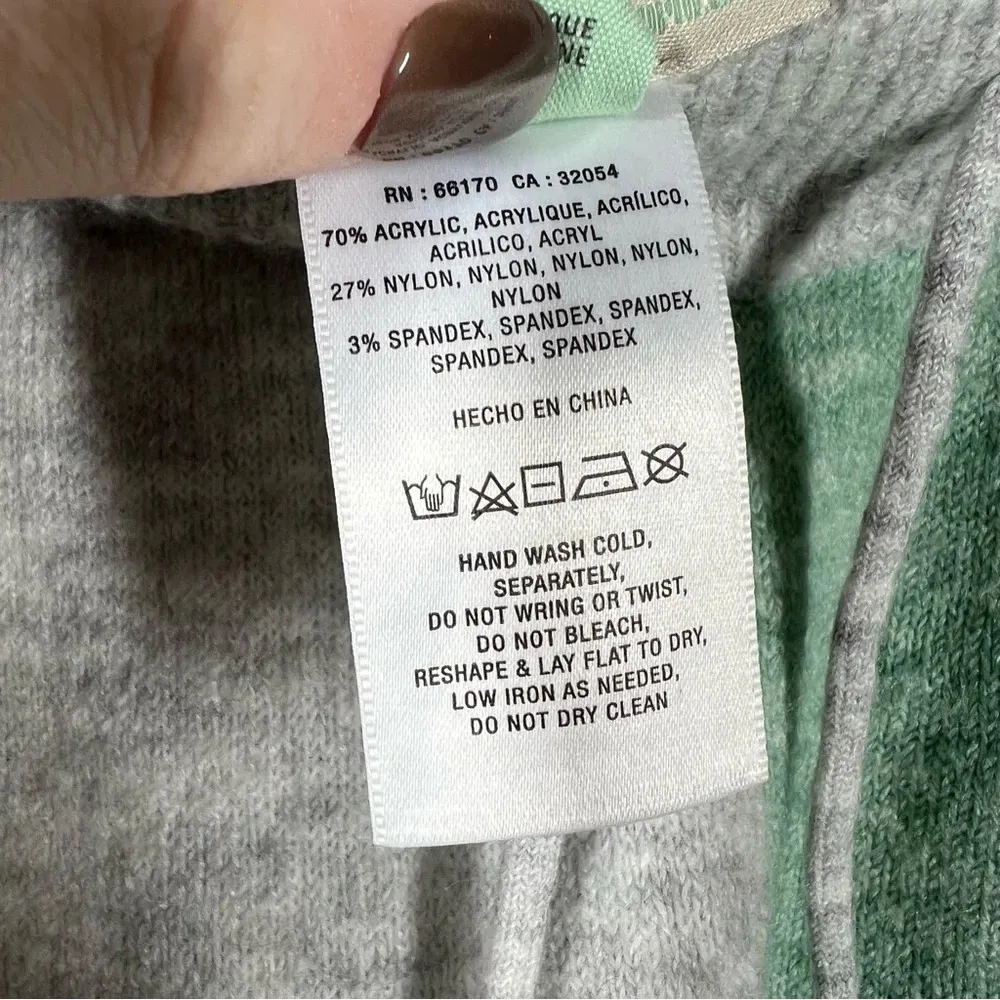 RN : 66170 CA : 32054
70% ACRYLIC, ACRYLIQUE, ACRÍLICO,
ACRILICO, ACRYL
27% NYLON, NYLON, NYLON, NYLON,
NYLON
3% SPANDEX, SPANDEX, SPANDEX,
SPANDEX, SPANDEX
HECHO EN CHINA
HAND WASH COLD,
SEPARATELY,
DO NOT WRING OR TWIST,
DO NOT BLEACH,
RESHAPE & LAY FLAT TO DRY,
LOW IRON AS NEEDED,
DO NOT DRY CLEAN